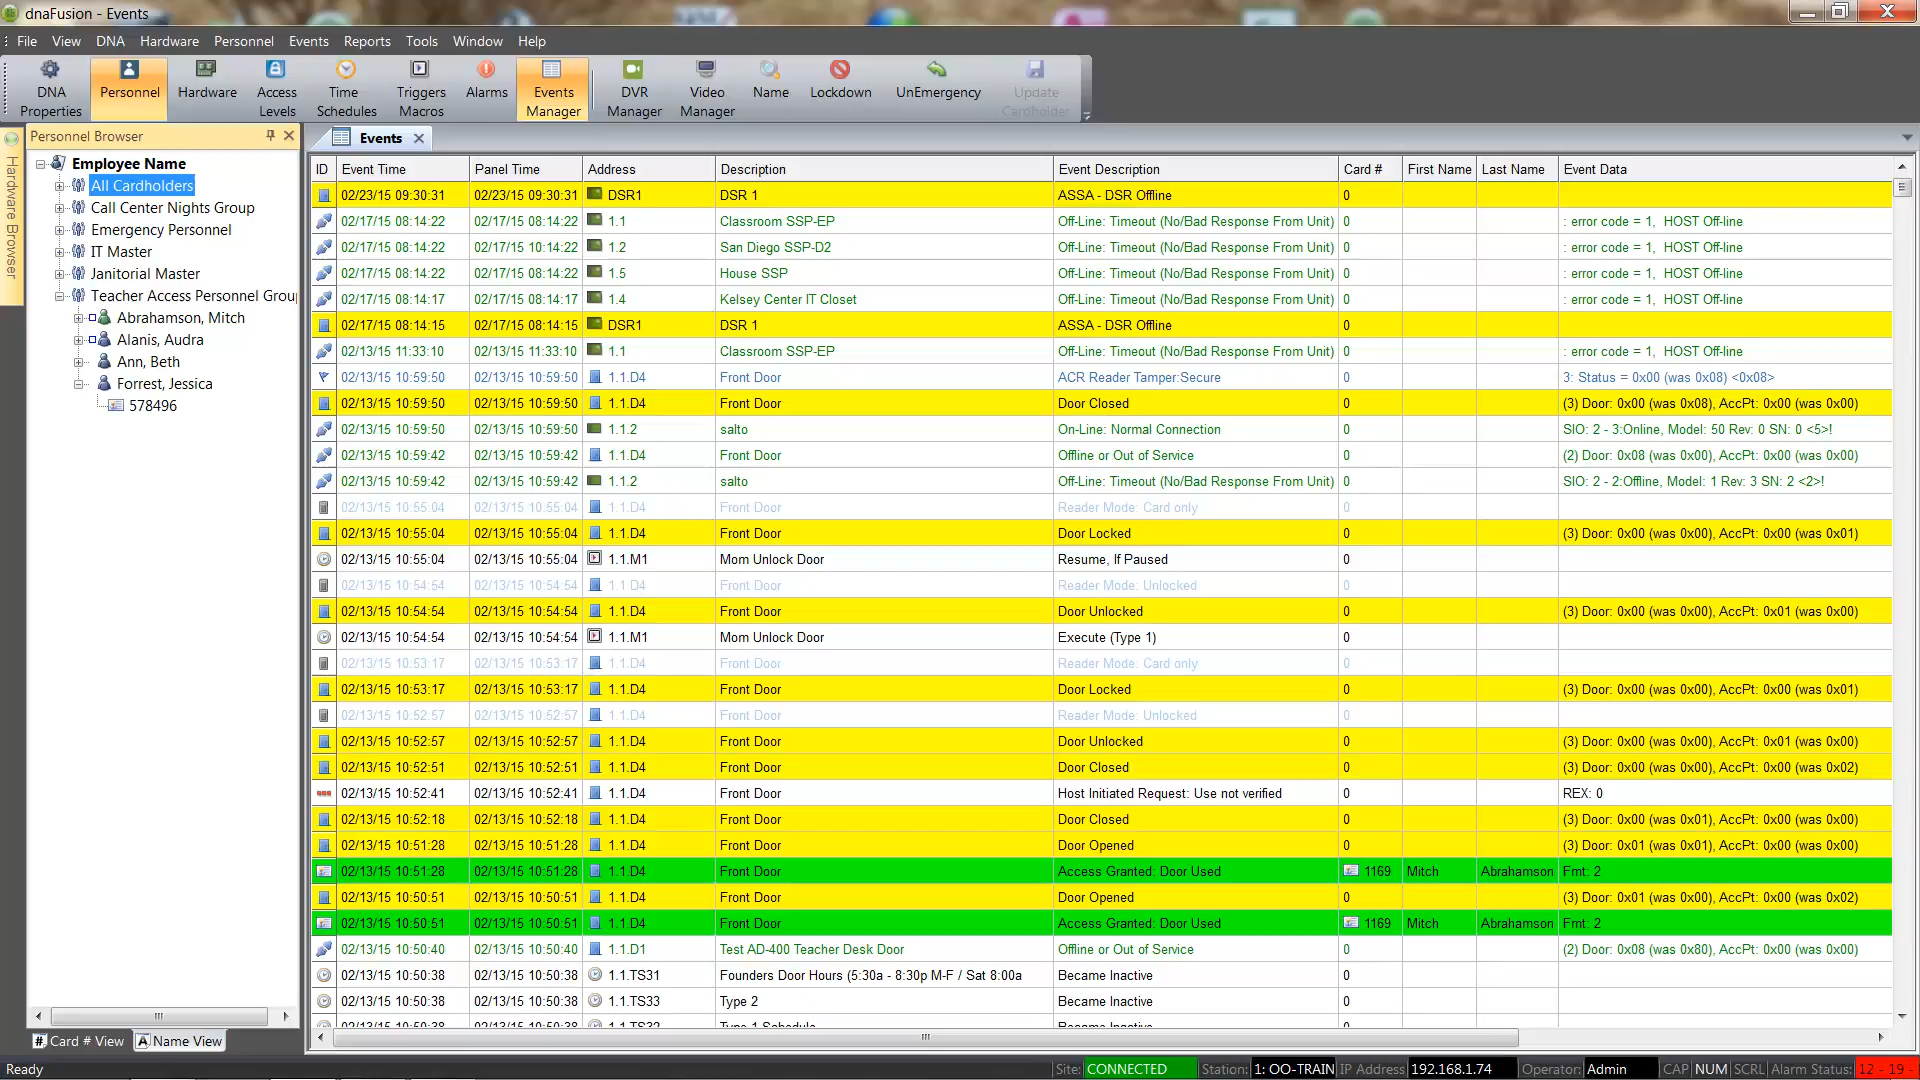 dnaFusion - Events
File View DNA Hardware Personnel Events Reports Tools Window Help
DNA Properties Personnel Hardware Access Levels Time Schedules Triggers Macros Alarms Events Manager DVR Manager Video Manager Name Lockdown UnEmergency Update Cardholder
Hardware Browser
Personnel Browser
Employee Name
All Cardholders
Call Center Nights Group
Emergency Personnel
IT Master
Janitorial Master
Teacher Access Personnel Grou
Abrahamson, Mitch
Alanis, Audra
Ann, Beth
Forrest, Jessica
578496
# Card # View A Name View
Events
ID Event Time Panel Time Address Description Event Description Card # First Name Last Name Event Data
02/23/15 09:30:31 02/23/15 09:30:31 DSR1 DSR 1 ASSA - DSR Offline 0
02/17/15 08:14:22 02/17/15 08:14:22 1.1 Classroom SSP-EP Off-Line: Timeout (No/Bad Response From Unit) 0 : error code = 1, HOST Off-line
02/17/15 08:14:22 02/17/15 10:14:22 1.2 San Diego SSP-D2 Off-Line: Timeout (No/Bad Response From Unit) 0 : error code = 1, HOST Off-line
02/17/15 08:14:22 02/17/15 08:14:22 1.5 House SSP Off-Line: Timeout (No/Bad Response From Unit) 0 : error code = 1, HOST Off-line
02/17/15 08:14:17 02/17/15 08:14:17 1.4 Kelsey Center IT Closet Off-Line: Timeout (No/Bad Response From Unit) 0 : error code = 1, HOST Off-line
02/17/15 08:14:15 02/17/15 08:14:15 DSR1 DSR 1 ASSA - DSR Offline 0
02/13/15 11:33:10 02/13/15 11:33:10 1.1 Classroom SSP-EP Off-Line: Timeout (No/Bad Response From Unit) 0 : error code = 1, HOST Off-line
02/13/15 10:59:50 02/13/15 10:59:50 1.1.D4 Front Door ACR Reader Tamper:Secure 0 3: Status = 0x00 (was 0x08) <0x08>
02/13/15 10:59:50 02/13/15 10:59:50 1.1.D4 Front Door Door Closed 0 (3) Door: 0x00 (was 0x08), AccPt: 0x00 (was 0x00)
02/13/15 10:59:50 02/13/15 10:59:50 1.1.2 salto On-Line: Normal Connection 0 SIO: 2 - 3:Online, Model: 50 Rev: 0 SN: 0 <5>!
02/13/15 10:59:42 02/13/15 10:59:42 1.1.D4 Front Door Offline or Out of Service 0 (2) Door: 0x08 (was 0x00), AccPt: 0x00 (was 0x00)
02/13/15 10:59:42 02/13/15 10:59:42 1.1.2 salto Off-Line: Timeout (No/Bad Response From Unit) 0 SIO: 2 - 2:Offline, Model: 1 Rev: 3 SN: 2 <2>!
02/13/15 10:55:04 02/13/15 10:55:04 1.1.D4 Front Door Reader Mode: Card only 0
02/13/15 10:55:04 02/13/15 10:55:04 1.1.D4 Front Door Door Locked 0 (3) Door: 0x00 (was 0x00), AccPt: 0x00 (was 0x01)
02/13/15 10:55:04 02/13/15 10:55:04 1.1.M1 Mom Unlock Door Resume, If Paused 0
02/13/15 10:54:54 02/13/15 10:54:54 1.1.D4 Front Door Reader Mode: Unlocked 0
02/13/15 10:54:54 02/13/15 10:54:54 1.1.D4 Front Door Door Unlocked 0 (3) Door: 0x00 (was 0x00), AccPt: 0x01 (was 0x00)
02/13/15 10:54:54 02/13/15 10:54:54 1.1.M1 Mom Unlock Door Execute (Type 1) 0
02/13/15 10:53:17 02/13/15 10:53:17 1.1.D4 Front Door Reader Mode: Card only 0
02/13/15 10:53:17 02/13/15 10:53:17 1.1.D4 Front Door Door Locked 0 (3) Door: 0x00 (was 0x00), AccPt: 0x00 (was 0x01)
02/13/15 10:52:57 02/13/15 10:52:57 1.1.D4 Front Door Reader Mode: Unlocked 0
02/13/15 10:52:57 02/13/15 10:52:57 1.1.D4 Front Door Door Unlocked 0 (3) Door: 0x00 (was 0x00), AccPt: 0x01 (was 0x00)
02/13/15 10:52:51 02/13/15 10:52:51 1.1.D4 Front Door Door Closed 0 (3) Door: 0x00 (was 0x00), AccPt: 0x00 (was 0x02)
02/13/15 10:52:41 02/13/15 10:52:41 1.1.D4 Front Door Host Initiated Request: Use not verified 0 REX: 0
02/13/15 10:52:18 02/13/15 10:52:18 1.1.D4 Front Door Door Closed 0 (3) Door: 0x00 (was 0x01), AccPt: 0x00 (was 0x00)
02/13/15 10:51:28 02/13/15 10:51:28 1.1.D4 Front Door Door Opened 0 (3) Door: 0x01 (was 0x01), AccPt: 0x00 (was 0x00)
02/13/15 10:51:28 02/13/15 10:51:28 1.1.D4 Front Door Access Granted: Door Used 1169 Mitch Abrahamson Fmt: 2
02/13/15 10:50:51 02/13/15 10:50:51 1.1.D4 Front Door Door Opened 0 (3) Door: 0x01 (was 0x00), AccPt: 0x00 (was 0x02)
02/13/15 10:50:51 02/13/15 10:50:51 1.1.D4 Front Door Access Granted: Door Used 1169 Mitch Abrahamson Fmt: 2
02/13/15 10:50:40 02/13/15 10:50:40 1.1.D1 Test AD-400 Teacher Desk Door Offline or Out of Service 0 (2) Door: 0x08 (was 0x80), AccPt: 0x00 (was 0x00)
02/13/15 10:50:38 02/13/15 10:50:38 1.1.TS31 Founders Door Hours (5:30a - 8:30p M-F / Sat 8:00a Became Inactive 0
02/13/15 10:50:38 02/13/15 10:50:38 1.1.TS33 Type 2 Became Inactive 0
02/13/15 10:50:38 02/13/15 10:50:38 1.1.TS32 Type 1 Schedule Became Inactive 0
Ready Site: CONNECTED Station: 1: OO-TRAIN IP Address 192.168.1.74 Operator: Admin CAP NUM SCRL Alarm Status: 12 - 19 -